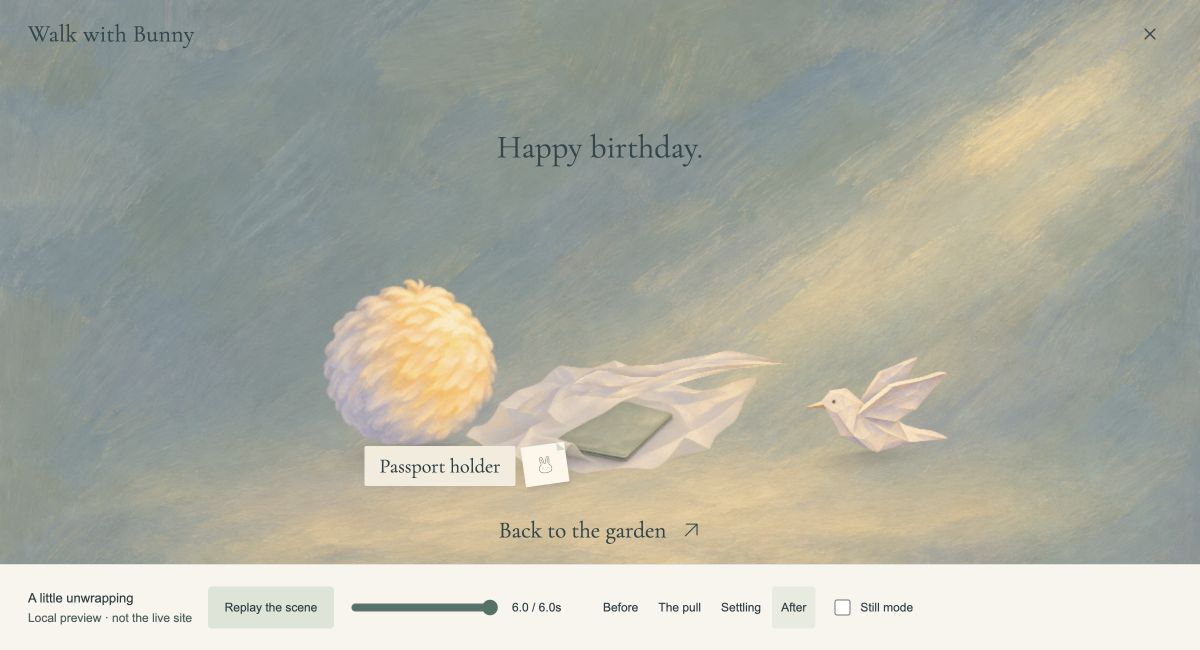 Walk with Bunny
Happy birthday.
Passport holder
Back to the garden
A little unwrapping
Local preview · not the live site
Replay the scene
6.0 / 6.0s
Before
The pull
Settling
After
Still mode